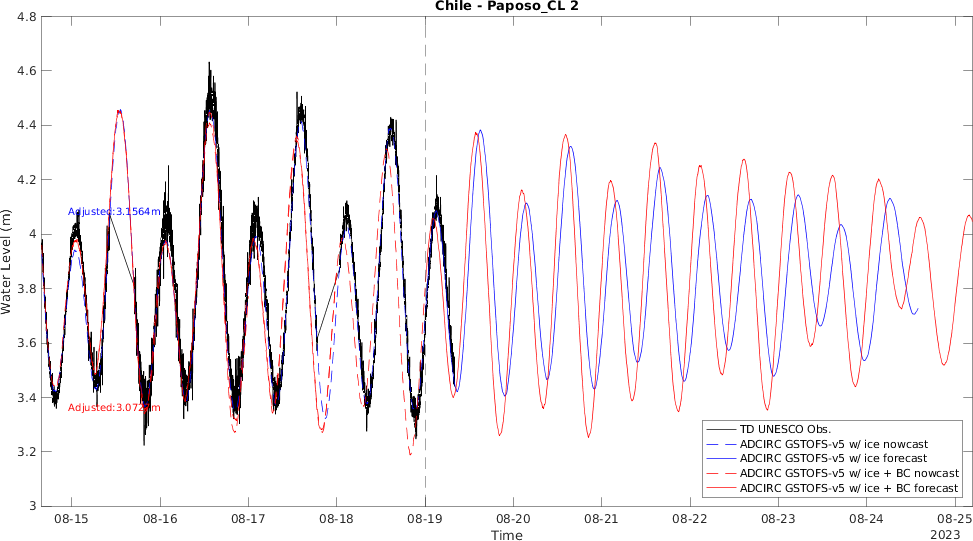 Chile - Paposo_CL 2
4.8
4.6
4.4
4.2
4
3.8
3.6
3.4
3.2
3
Water Level (m)
Adjusted:3.1564m
TD UNESCO Obs.
ADCIRC GSTOFS-v5 w/ ice nowcast
ADCIRC GSTOFS-v5 w/ ice forecast
ADCIRC GSTOFS-v5 w/ ice + BC nowcast
ADCIRC GSTOFS-v5 w/ ice + BC forecast
08-15 08-16 08-17 08-18 08-19 08-20 08-21 08-22 08-23 08-24 08-25
Time
2023